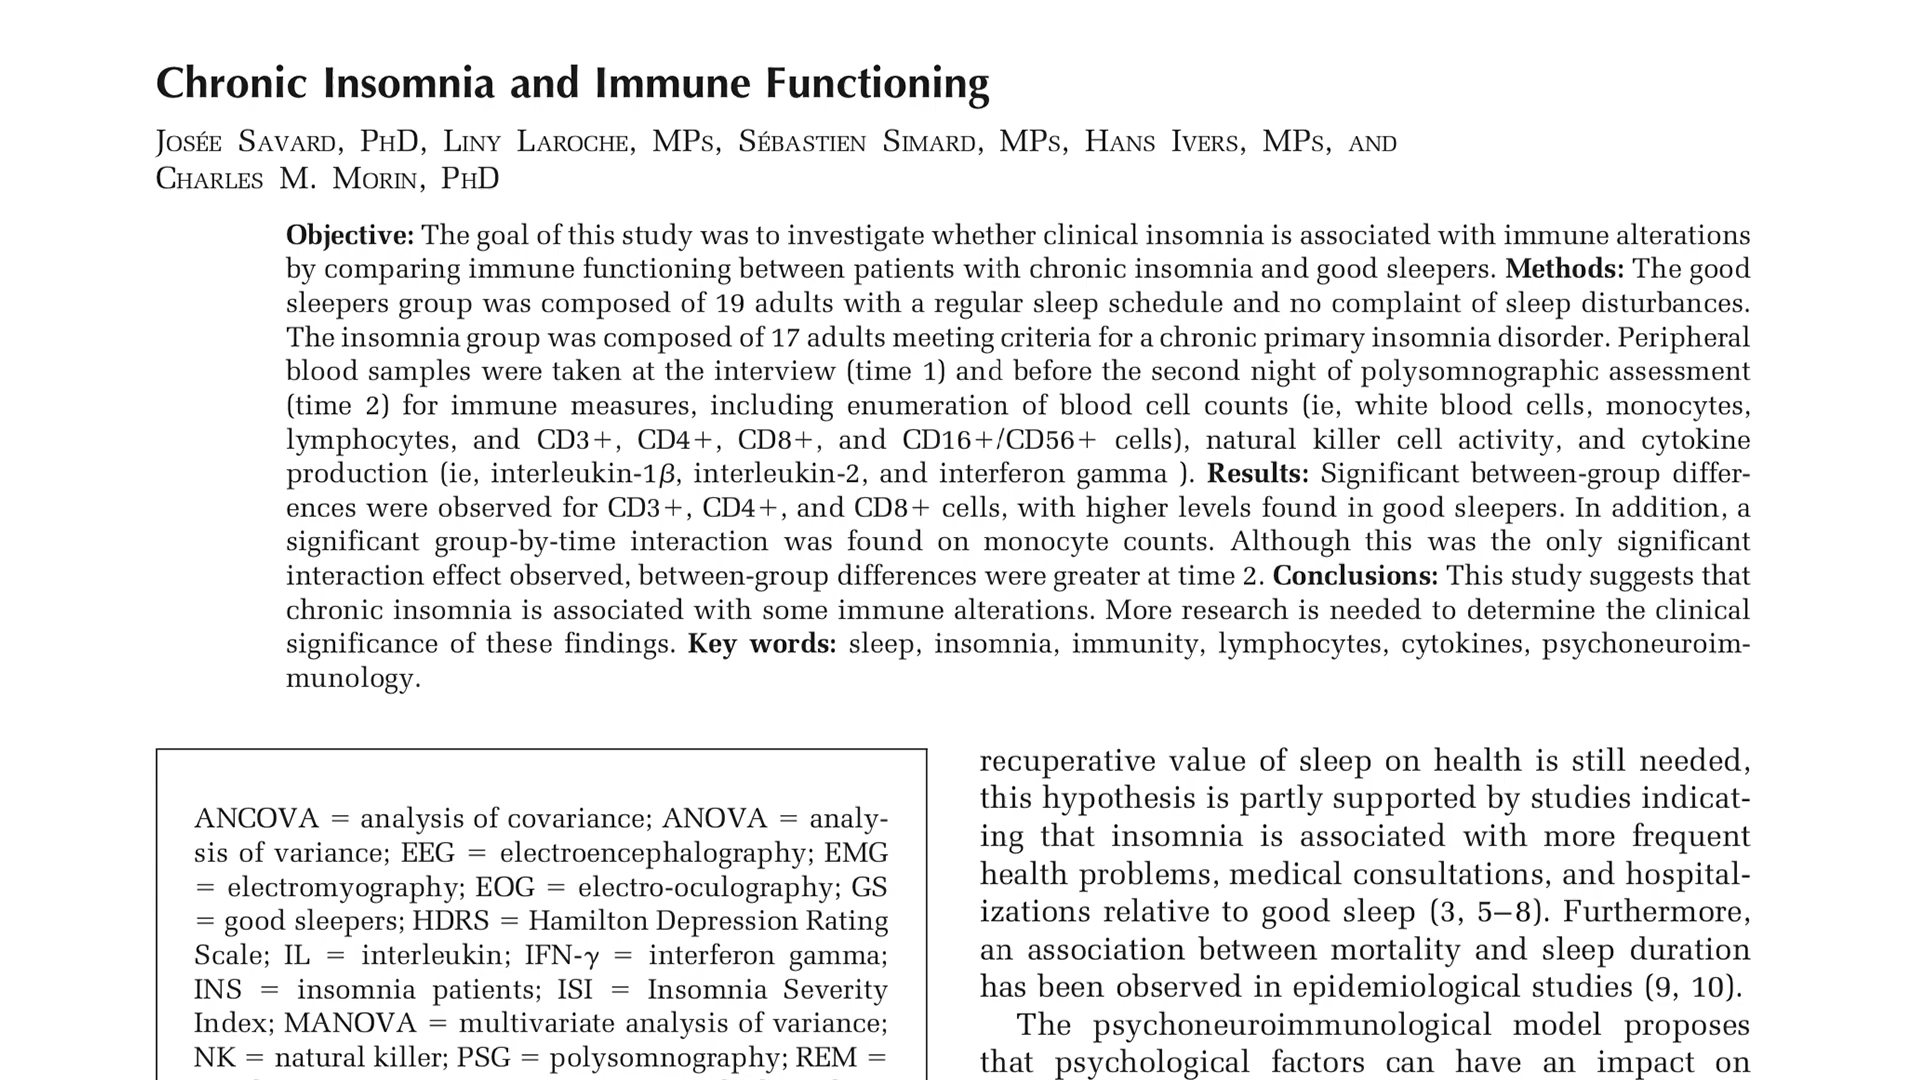 Chronic Insomnia and Immune Functioning
JOSÉE SAVARD, PHD, LINY LAROCHE, MPS, SÉBASTIEN SIMARD, MPS, HANS IVERS, MPS, AND
CHARLES M. MORIN, PHD
Objective: The goal of this study was to investigate whether clinical insomnia is associated with immune alterations
by comparing immune functioning between patients with chronic insomnia and good sleepers. Methods: The good
sleepers group was composed of 19 adults with a regular sleep schedule and no complaint of sleep disturbances.
The insomnia group was composed of 17 adults meeting criteria for a chronic primary insomnia disorder. Peripheral
blood samples were taken at the interview (time 1) and before the second night of polysomnographic assessment
(time 2) for immune measures, including enumeration of blood cell counts (ie, white blood cells, monocytes,
lymphocytes, and CD3+, CD4+, CD8+, and CD16+/CD56+ cells), natural killer cell activity, and cytokine
production (ie, interleukin-1β, interleukin-2, and interferon gamma ). Results: Significant between-group differ-
ences were observed for CD3+, CD4+, and CD8+ cells, with higher levels found in good sleepers. In addition, a
significant group-by-time interaction was found on monocyte counts. Although this was the only significant
interaction effect observed, between-group differences were greater at time 2. Conclusions: This study suggests that
chronic insomnia is associated with some immune alterations. More research is needed to determine the clinical
significance of these findings. Key words: sleep, insomnia, immunity, lymphocytes, cytokines, psychoneuroim-
munology.
ANCOVA = analysis of covariance; ANOVA = analy-
sis of variance; EEG = electroencephalography; EMG
= electromyography; EOG = electro-oculography; GS
= good sleepers; HDRS = Hamilton Depression Rating
Scale; IL = interleukin; IFN-γ = interferon gamma;
INS = insomnia patients; ISI = Insomnia Severity
Index; MANOVA = multivariate analysis of variance;
NK = natural killer; PSG = polysomnography; REM =
recuperative value of sleep on health is still needed,
this hypothesis is partly supported by studies indicat-
ing that insomnia is associated with more frequent
health problems, medical consultations, and hospital-
izations relative to good sleep (3, 5–8). Furthermore,
an association between mortality and sleep duration
has been observed in epidemiological studies (9, 10).
The psychoneuroimmunological model proposes
that psychological factors can have an impact on